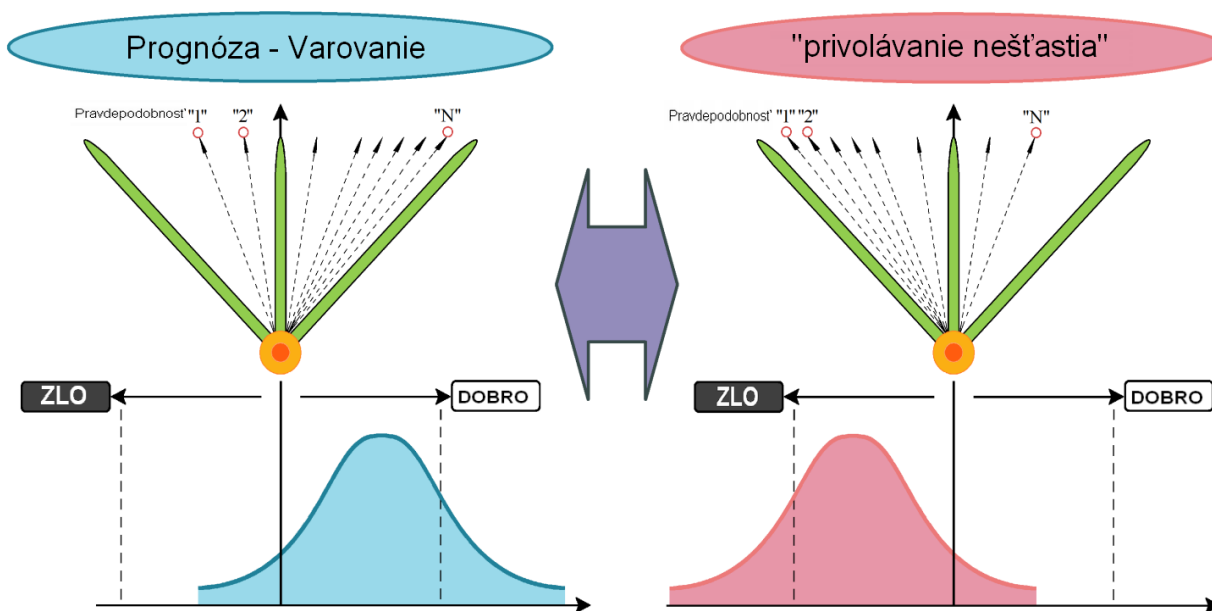 Prognóza - Varovanie
"privolávanie nešťastia"
Pravdepodobnosť "1" "2" "N"
Pravdepodobnosť "1" "2" "N"
ZLO
DOBRO
ZLO
DOBRO